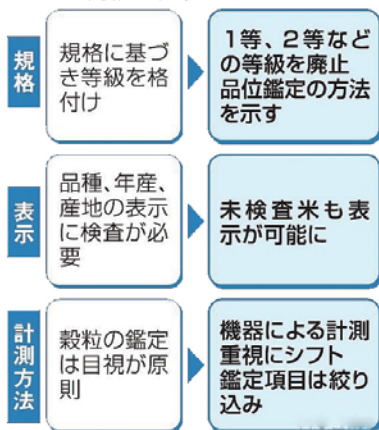 規格
規格に基づ
き等級を格
付け
1等、2等など
の等級を廃止
品位鑑定の方法
を示す
表示
品種、年産、
産地の表示
に検査が必
要
未検査米も表
示が可能に
計測方法
穀粒の鑑定
は目視が原
則
機器による計測
重視にシフト
鑑定項目は絞り
込み